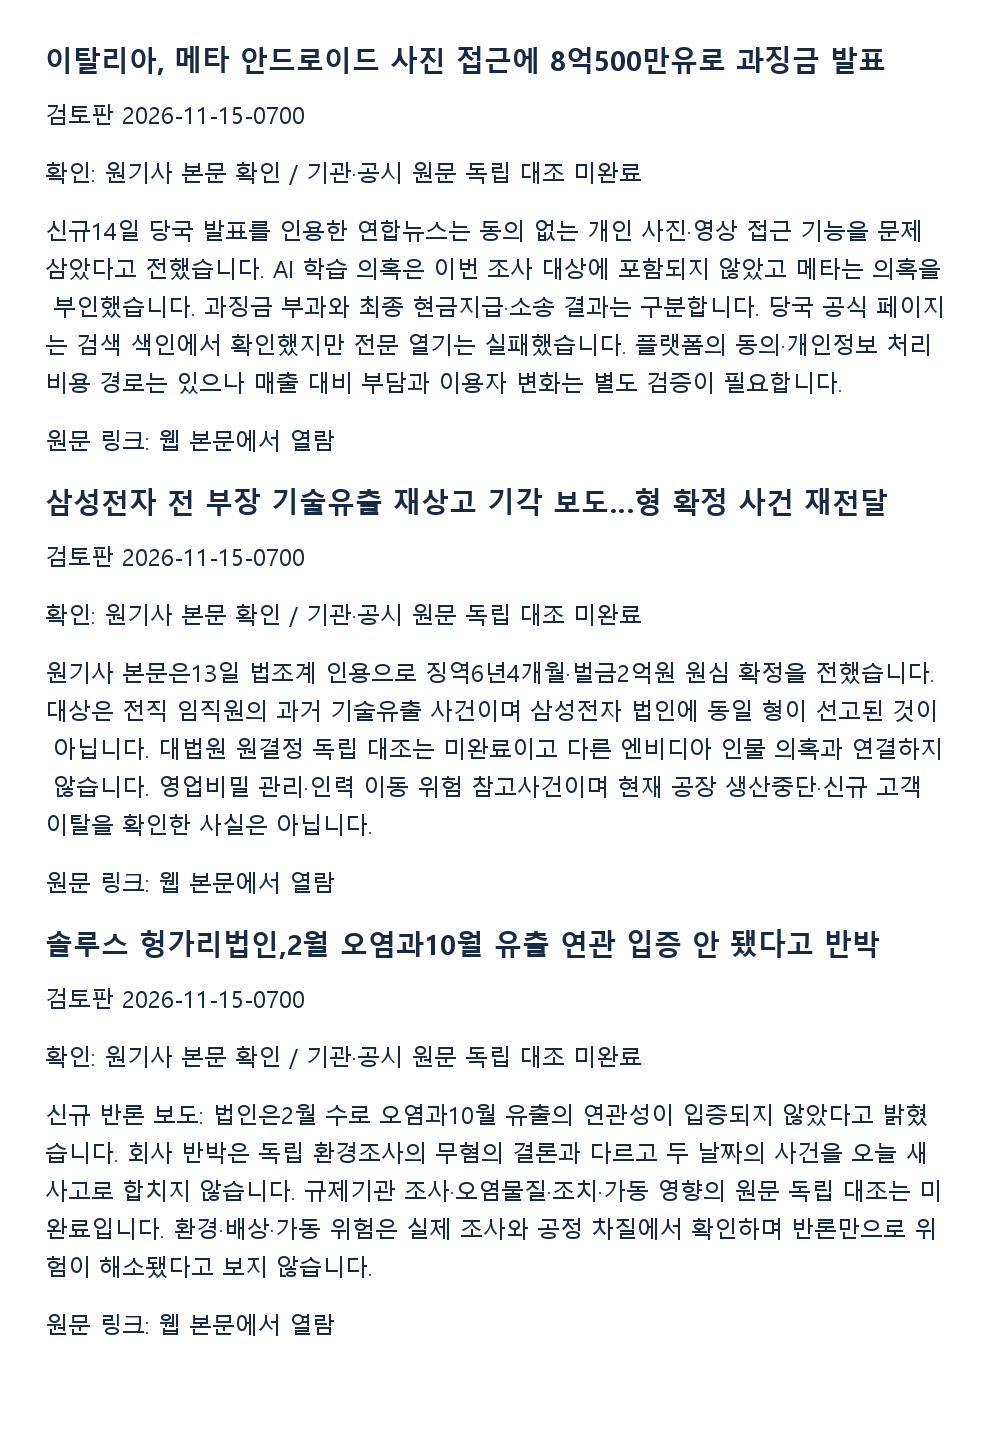 이탈리아, 메타 안드로이드 사진 접근에 8억500만유로 과징금 발표
검토판 2026-11-15-0700
확인: 원기사 본문 확인 / 기관·공시 원문 독립 대조 미완료
신규14일 당국 발표를 인용한 연합뉴스는 동의 없는 개인 사진·영상 접근 기능을 문제
삼았다고 전했습니다. AI 학습 의혹은 이번 조사 대상에 포함되지 않았고 메타는 의혹을
부인했습니다. 과징금 부과와 최종 현금지급·소송 결과는 구분합니다. 당국 공식 페이지
는 검색 색인에서 확인했지만 전문 열기는 실패했습니다. 플랫폼의 동의·개인정보 처리
비용 경로는 있으나 매출 대비 부담과 이용자 변화는 별도 검증이 필요합니다.
원문 링크: 웹 본문에서 열람
삼성전자 전 부장 기술유출 재상고 기각 보도...형 확정 사건 재전달
검토판 2026-11-15-0700
확인: 원기사 본문 확인 / 기관·공시 원문 독립 대조 미완료
원기사 본문은13일 법조계 인용으로 징역6년4개월·벌금2억원 원심 확정을 전했습니다.
대상은 전직 임직원의 과거 기술유출 사건이며 삼성전자 법인에 동일 형이 선고된 것이
아닙니다. 대법원 원결정 독립 대조는 미완료이고 다른 엔비디아 인물 의혹과 연결하지
않습니다. 영업비밀 관리·인력 이동 위험 참고사건이며 현재 공장 생산중단·신규 고객
이탈을 확인한 사실은 아닙니다.
원문 링크: 웹 본문에서 열람
솔루스 헝가리법인,2월 오염과10월 유출 연관 입증 안 됐다고 반박
검토판 2026-11-15-0700
확인: 원기사 본문 확인 / 기관·공시 원문 독립 대조 미완료
신규 반론 보도: 법인은2월 수로 오염과10월 유출의 연관성이 입증되지 않았다고 밝혔
습니다. 회사 반박은 독립 환경조사의 무혐의 결론과 다르고 두 날짜의 사건을 오늘 새
사고로 합치지 않습니다. 규제기관 조사·오염물질·조치·가동 영향의 원문 독립 대조는 미
완료입니다. 환경·배상·가동 위험은 실제 조사와 공정 차질에서 확인하며 반론만으로 위
험이 해소됐다고 보지 않습니다.
원문 링크: 웹 본문에서 열람